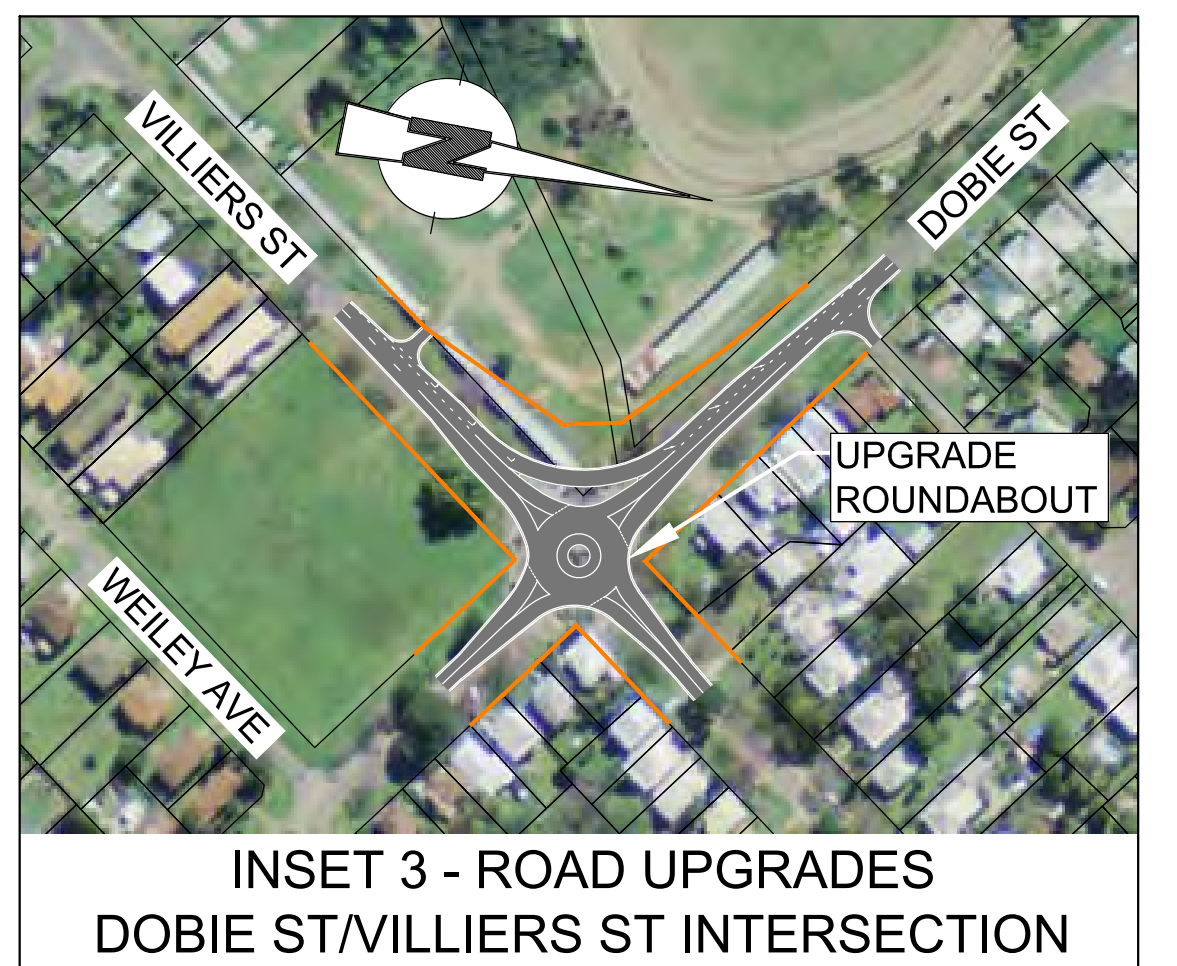 VILLIERS ST
N
DOBIE ST
UPGRADE
ROUNDABOUT
WEILEY AVE
INSET 3 - ROAD UPGRADES
DOBIE ST/VILLIERS ST INTERSECTION